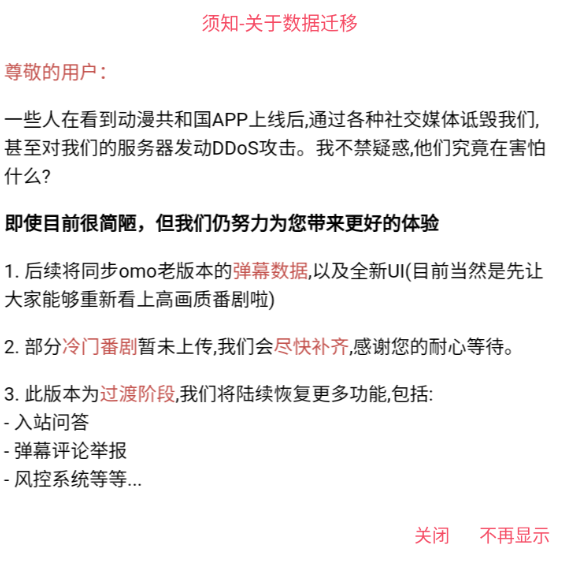 须知-关于数据迁移
尊敬的用户：
一些人在看到动漫共和国APP上线后,通过各种社交媒体诋毁我们,
甚至对我们的服务器发动DDoS攻击。我不禁疑惑,他们究竟在害怕
什么?
即使目前很简陋，但我们仍努力为您带来更好的体验
1. 后续将同步omo老版本的弹幕数据,以及全新UI(目前当然是先让
大家能够重新看上高画质番剧啦)
2. 部分冷门番剧暂未上传,我们会尽快补齐,感谢您的耐心等待。
3. 此版本为过渡阶段,我们将陆续恢复更多功能,包括:
- 入站问答
- 弹幕评论举报
- 风控系统等等...
关闭 不再显示